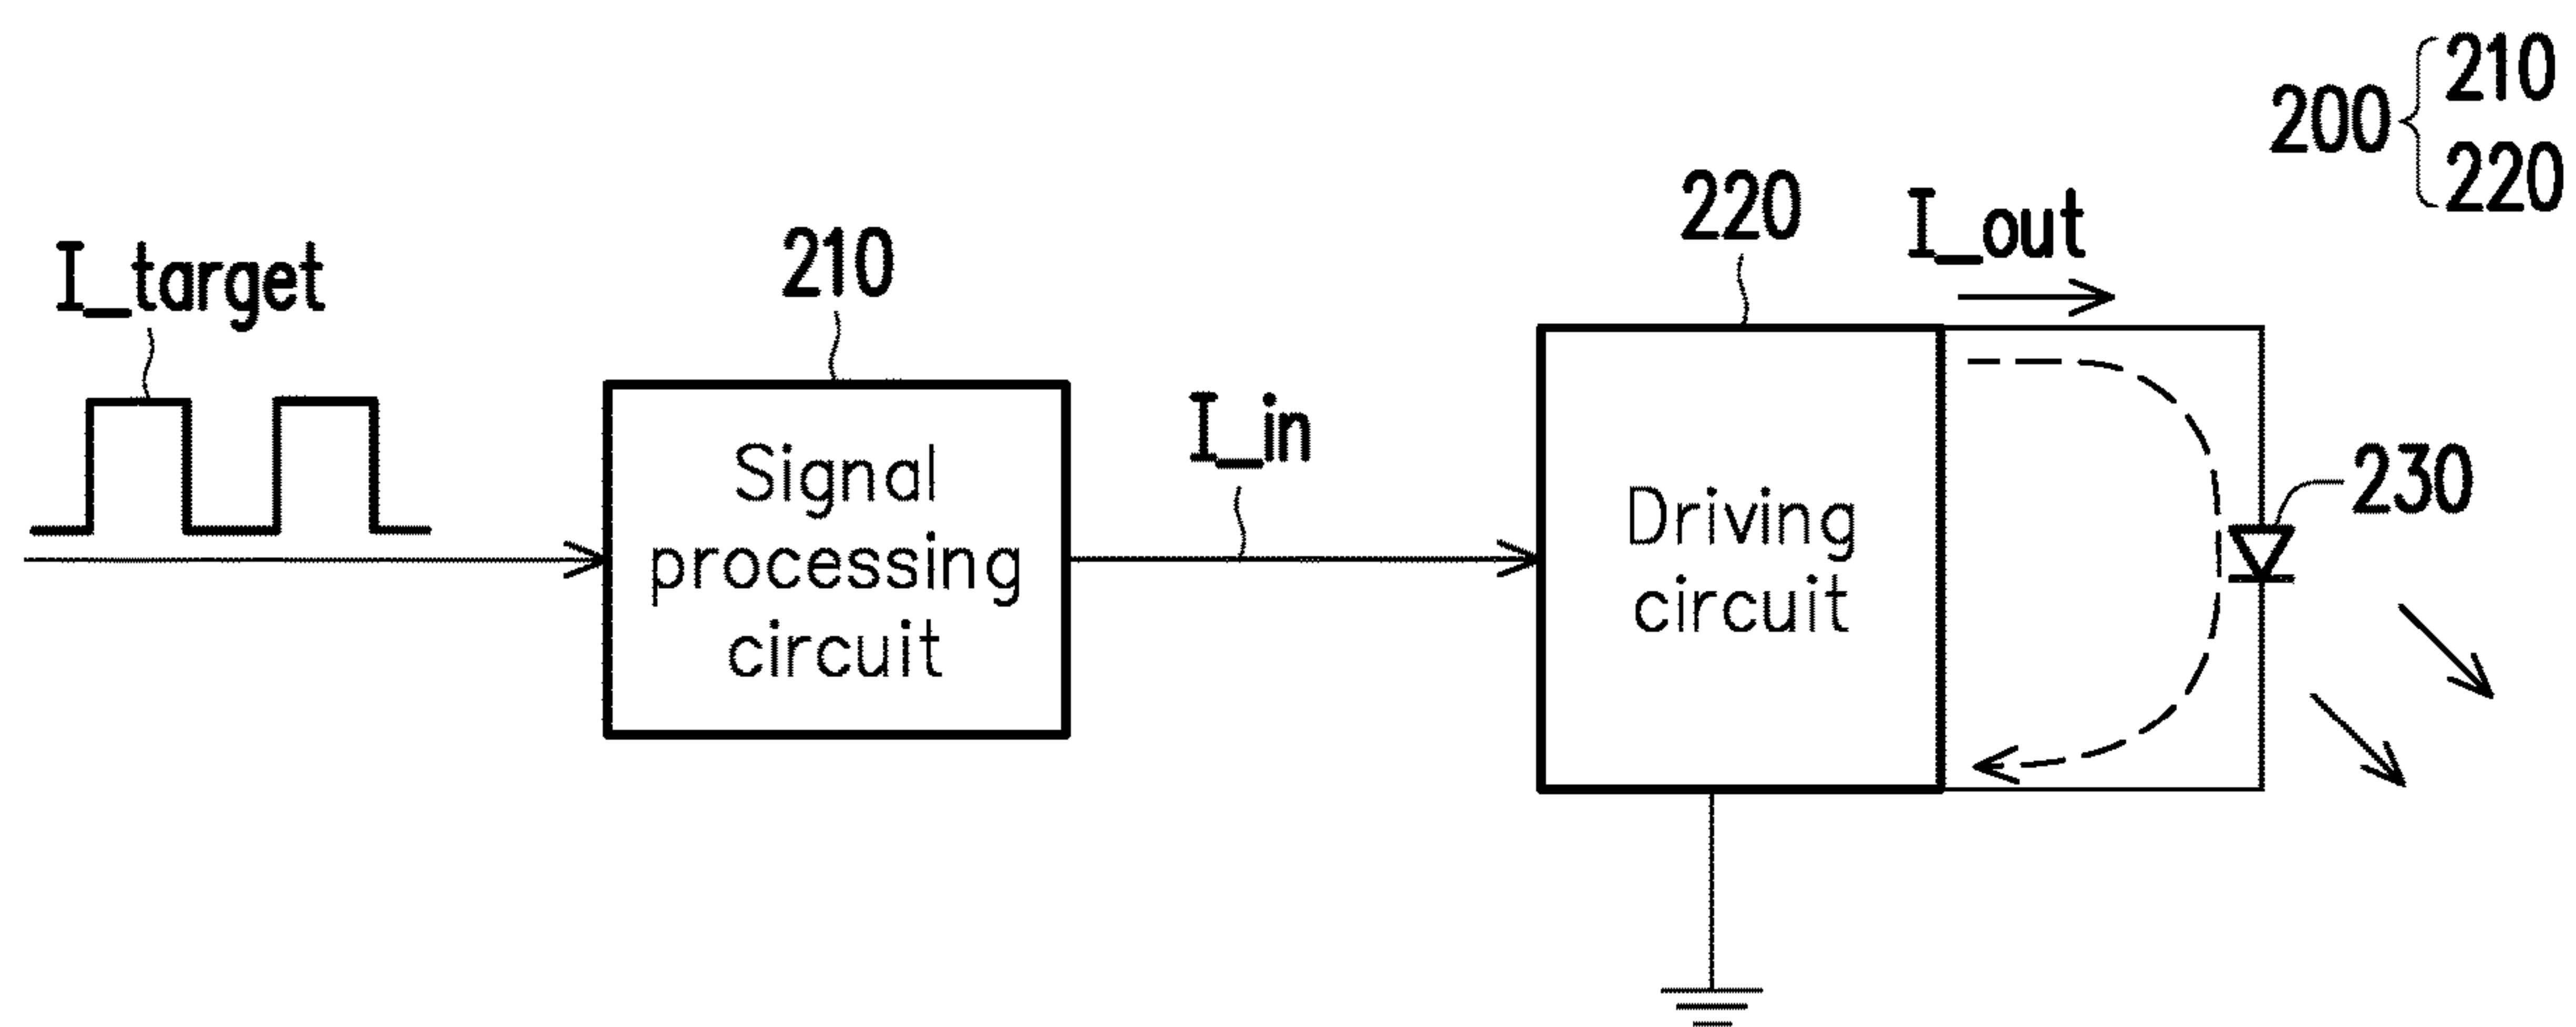 200 { 210
220
I_target
210
220
I_out
I_in
Signal
processing
circuit
Driving
circuit
230